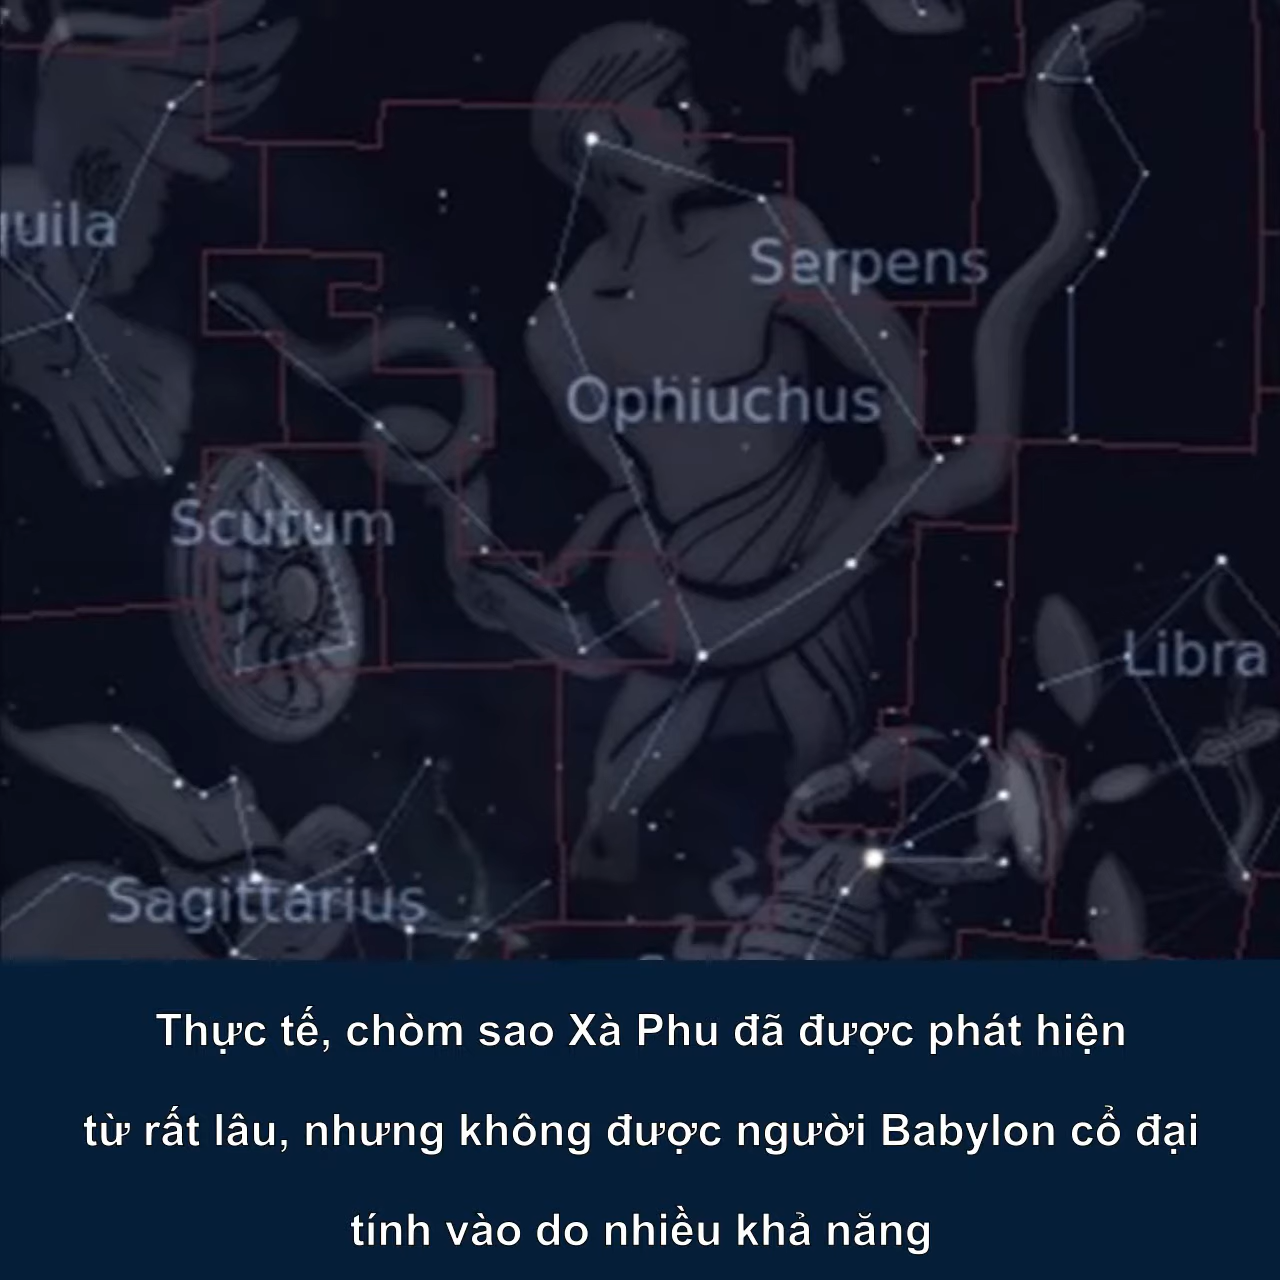 quila
Serpens
Ophiuchus
Scutum
Libra
Sagittarius
Thực tế, chòm sao Xà Phu đã được phát hiện
từ rất lâu, nhưng không được người Babylon cổ đại
tính vào do nhiều khả năng